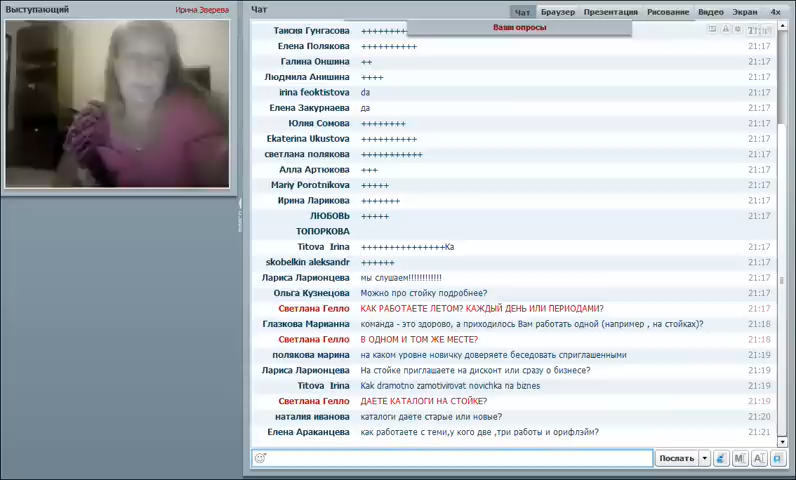 Выступающий
Ирина Зверева
Чат
Чат Браузер Презентация Рисование Видео Экран 4x
Ваши опросы
Таисия Гунгасова +++++++++ 21:17
Елена Полякова ++++++++++ 21:17
Галина Оншина ++ 21:17
Людмила Анишина ++++ 21:17
irina feoktistova da 21:17
Елена Закурнаева да 21:17
Юлия Сомова ++++++++ 21:17
Ekaterina Ukustova ++++++++++ 21:17
светлана полякова +++++++++++ 21:17
Алла Артюкова +++ 21:17
Mariy Porotnikova +++++ 21:17
Ирина Ларикова +++++++ 21:17
ЛЮБОВЬ +++++ 21:17
ТОПОРКОВА
Titova Irina +++++++++++++++Ка 21:17
skobelkin aleksandr ++++++ 21:17
Лариса Ларионцева мы слушаем!!!!!!!!!!!! 21:17
Ольга Кузнецова Можно про стойку подробнее? 21:17
Светлана Гелло КАК РАБОТАЕТЕ ЛЕТОМ? КАЖДЫЙ ДЕНЬ ИЛИ ПЕРИОДАМИ? 21:17
Глазкова Марианна команда - это здорово, а приходилось Вам работать одной (например , на стойках)? 21:18
Светлана Гелло В ОДНОМ И ТОМ ЖЕ МЕСТЕ? 21:18
полякова марина на каком уровне новичку доверяете беседовать сприглашенными 21:19
Лариса Ларионцева На стойке приглашаете на дисконт или сразу о бизнесе? 21:19
Titova Irina Kak dramotno zamotivirovat novichka na biznes 21:19
Светлана Гелло ДАЕТЕ КАТАЛОГИ НА СТОЙКЕ? 21:19
наталия иванова каталоги даете старые или новые? 21:20
Елена Араканцева как работаете с теми,у кого две ,три работы и орифлэйм? 21:21
Послать